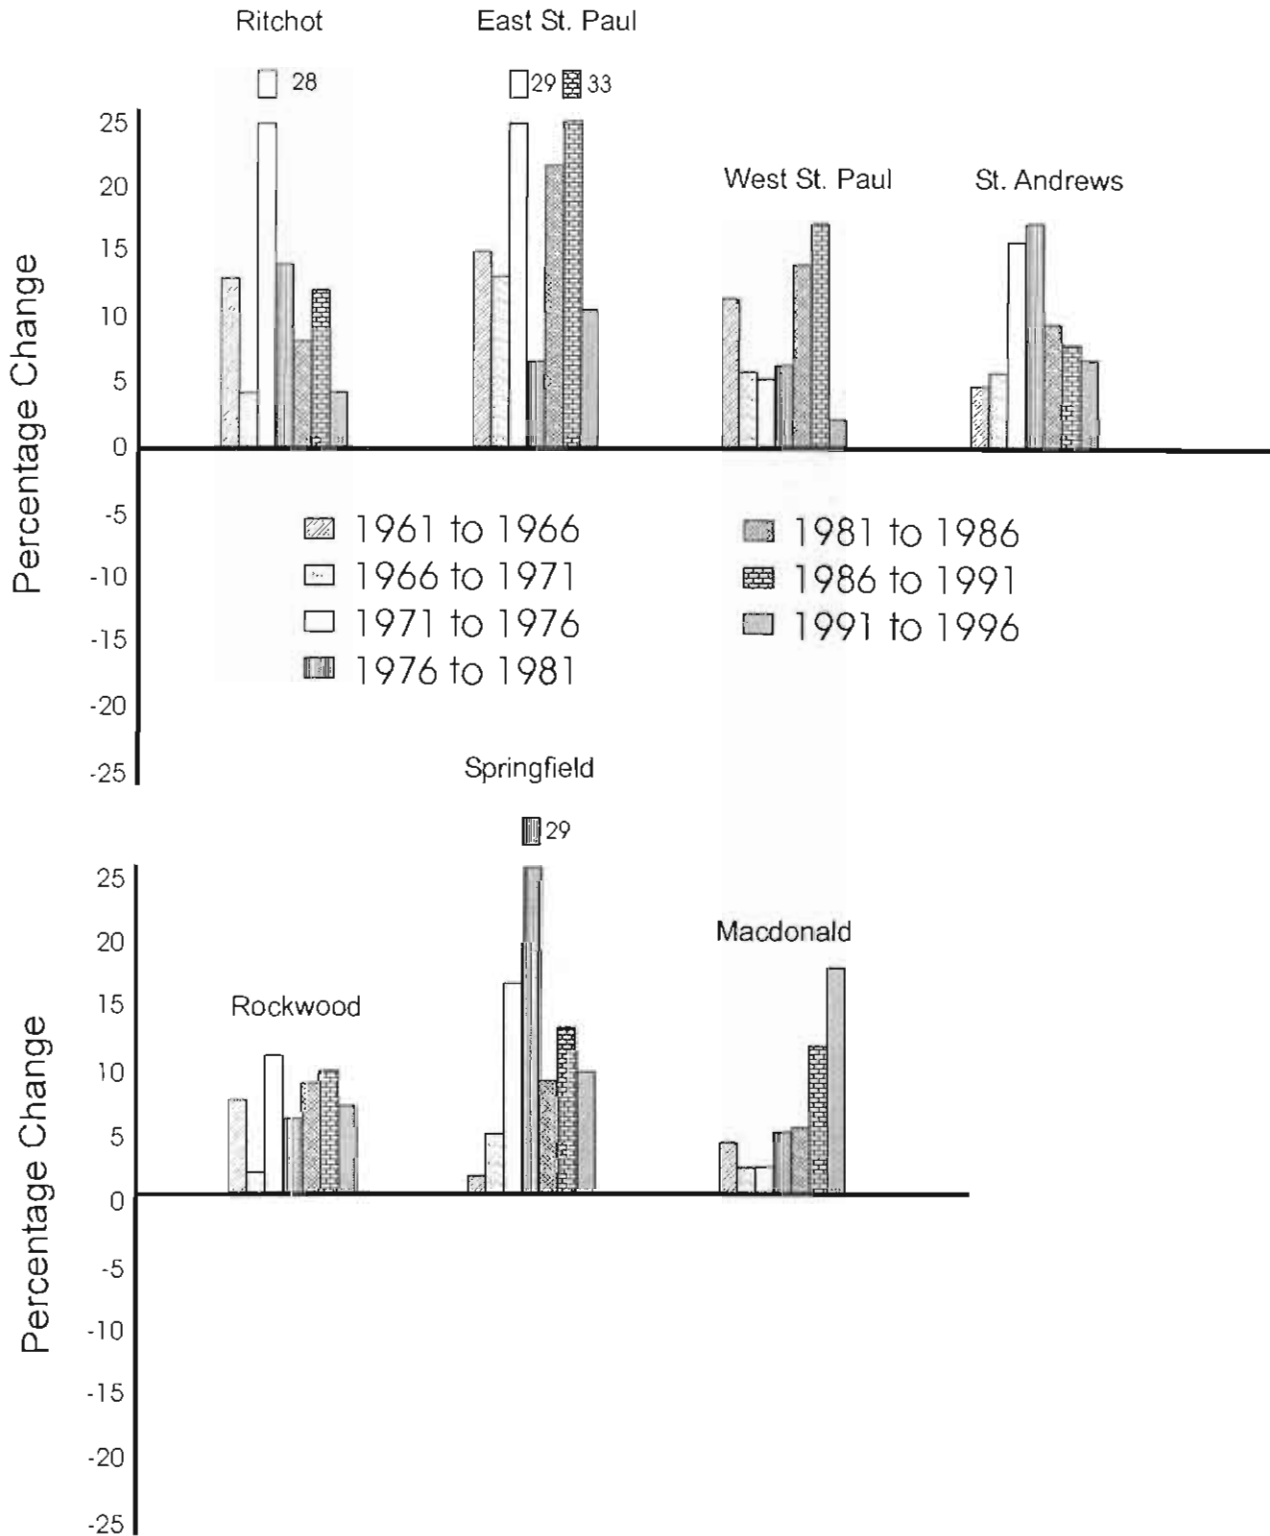 Ritchot
East St. Paul
28
29
33
West St. Paul
St. Andrews
Percentage Change
25
20
15
10
5
0
-5
-10
-15
-20
-25
1961 to 1966
1966 to 1971
1971 to 1976
1976 to 1981
1981 to 1986
1986 to 1991
1991 to 1996
Springfield
29
Macdonald
Rockwood
Percentage Change
25
20
15
10
5
0
-5
-10
-15
-20
-25